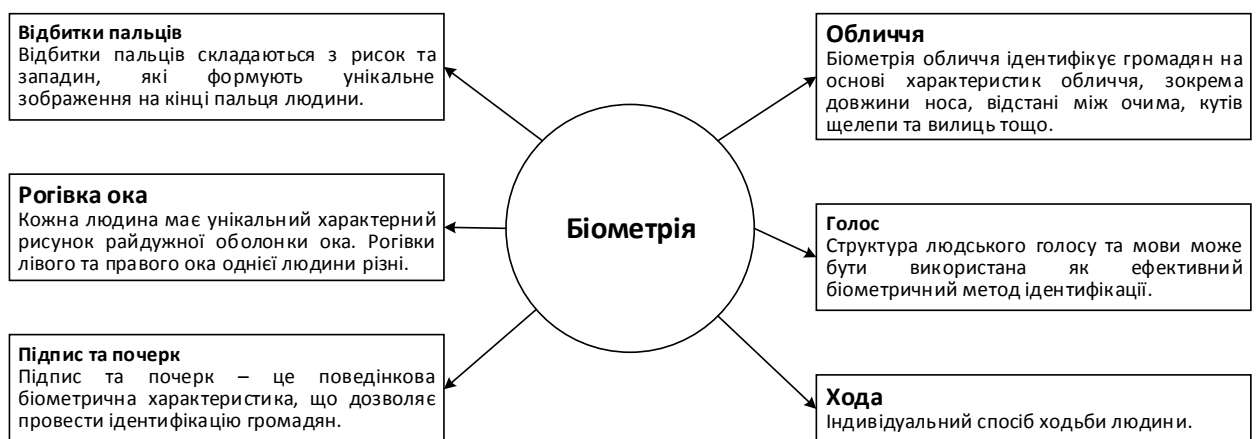 Відбитки пальців
Відбитки пальців складаються з рисок та
западин, які формують унікальне
зображення на кінці пальця людини.
Рогівка ока
Кожна людина має унікальний характерний
рисунок райдужної оболонки ока. Рогівки
лівого та правого ока однієї людини різні.
Підпис та почерк
Підпис та почерк – це поведінкова
біометрична характеристика, що дозволяє
провести ідентифікацію громадян.
Біометрія
Обличчя
Біометрія обличчя ідентифікує громадян на
основі характеристик обличчя, зокрема
довжини носа, відстані між очима, кутів
щелепи та вилиць тощо.
Голос
Структура людського голосу та мови може
бути використана як ефективний
біометричний метод ідентифікації.
Хода
Індивідуальний спосіб ходьби людини.